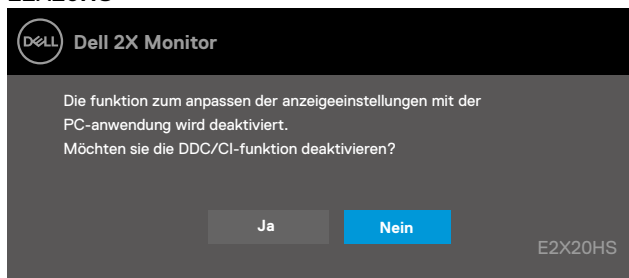 DELL Dell 2X Monitor
Die funktion zum anpassen der anzeigeeinstellungen mit der
PC-anwendung wird deaktiviert.
Möchten sie die DDC/CI-funktion deaktivieren?
Ja Nein
E2X20HS